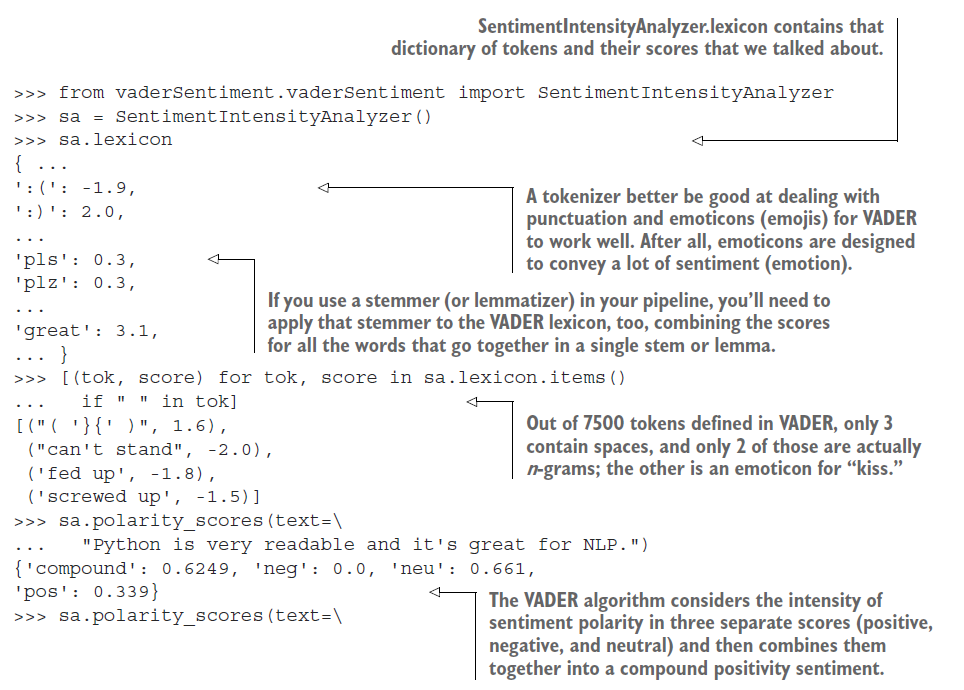 SentimentIntensityAnalyzer.lexicon contains that
dictionary of tokens and their scores that we talked about.
>>> from vaderSentiment.vaderSentiment import SentimentIntensityAnalyzer
>>> sa = SentimentIntensityAnalyzer()
>>> sa.lexicon
{ ...
':(': -1.9,
':)': 2.0,
...
'pls': 0.3,
'plz': 0.3,
...
'great': 3.1,
... }
A tokenizer better be good at dealing with
punctuation and emoticons (emojis) for VADER
to work well. After all, emoticons are designed
to convey a lot of sentiment (emotion).
If you use a stemmer (or lemmatizer) in your pipeline, you'll need to
apply that stemmer to the VADER lexicon, too, combining the scores
for all the words that go together in a single stem or lemma.
>>> [(tok, score) for tok, score in sa.lexicon.items()
...    if " " in tok]
[("( '}{' )", 1.6),
("can't stand", -2.0),
('fed up', -1.8),
('screwed up', -1.5)]
Out of 7500 tokens defined in VADER, only 3
contain spaces, and only 2 of those are actually
n-grams; the other is an emoticon for “kiss.”
>>> sa.polarity_scores(text=\
...    "Python is very readable and it's great for NLP.")
{'compound': 0.6249, 'neg': 0.0, 'neu': 0.661,
'pos': 0.339}
>>> sa.polarity_scores(text=\
The VADER algorithm considers the intensity of
sentiment polarity in three separate scores (positive,
negative, and neutral) and then combines them
together into a compound positivity sentiment.